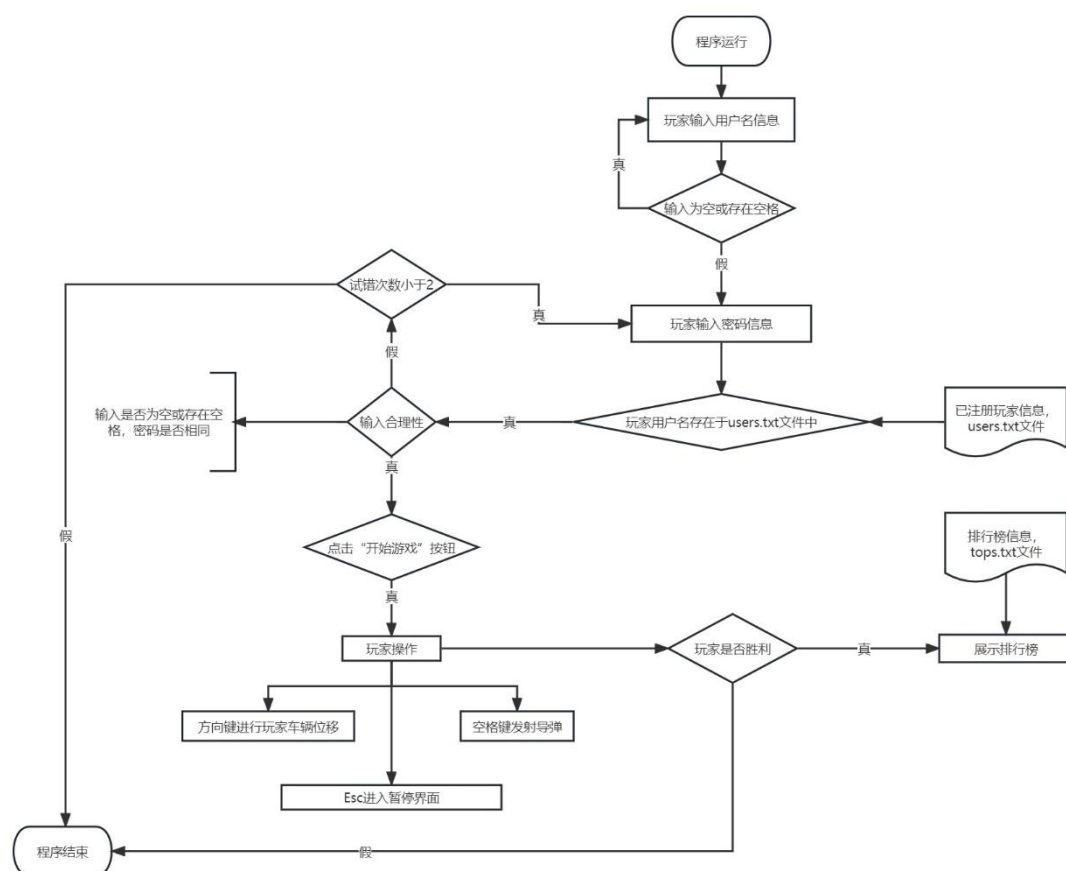 程序运行
玩家输入用户名信息
真
输入为空或存在空格
假
试错次数小于2
真
玩家输入密码信息
假
输入是否为空或存在空
格，密码是否相同
输入合理性
真
玩家用户名存在于users.txt文件中
已注册玩家信息，
users.txt文件
真
假
点击“开始游戏”按钮
排行榜信息，
tops.txt文件
真
玩家操作
玩家是否胜利
真
展示排行榜
方向键进行玩家车辆位移
空格键发射导弹
Esc进入暂停界面
程序结束
假